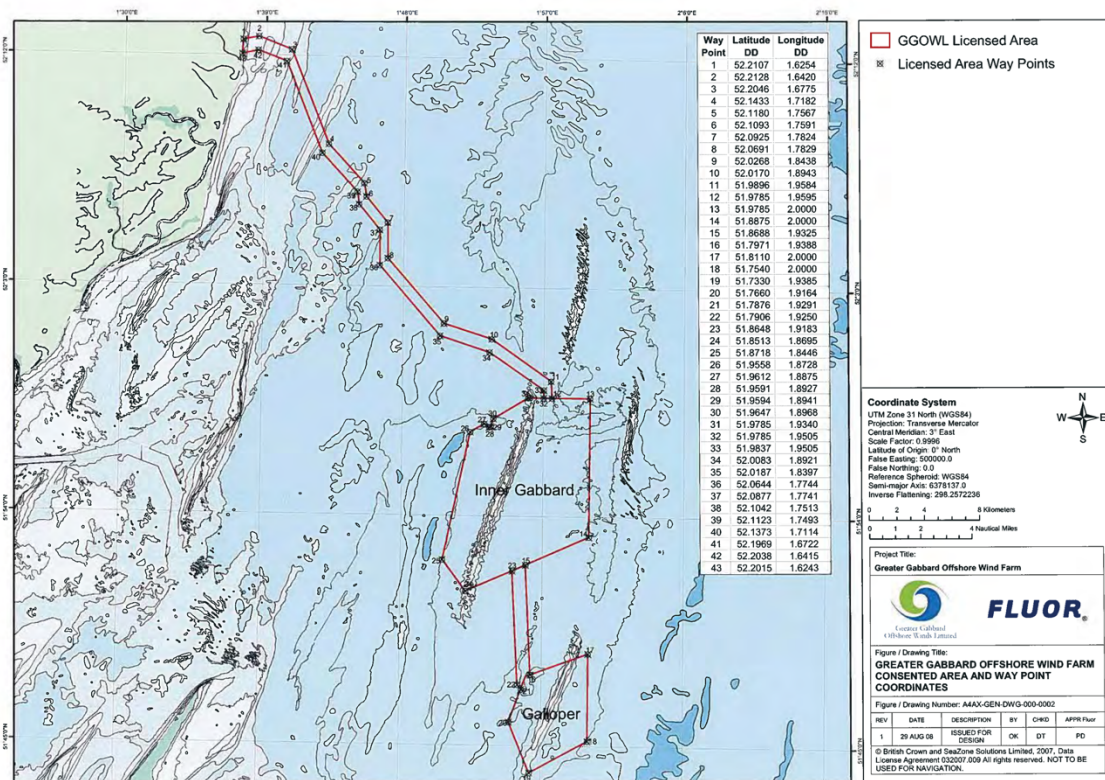 1°30'0"E 1°39'0"E 1°48'0"E 1°57'0"E 2°6'0"E 2°15'0"E
52°12'0"N
52°3'0"N
51°54'0"N
51°45'0"N
Inner Gabbard
Galloper
Way Point Latitude DD Longitude DD
1 52.2107 1.6254
2 52.2128 1.6420
3 52.2046 1.6775
4 52.1433 1.7182
5 52.1180 1.7567
6 52.1093 1.7591
7 52.0925 1.7824
8 52.0691 1.7829
9 52.0268 1.8438
10 52.0170 1.8943
11 51.9896 1.9584
12 51.9785 1.9595
13 51.9785 2.0000
14 51.8875 2.0000
15 51.8688 1.9325
16 51.7971 1.9388
17 51.8110 2.0000
18 51.7540 2.0000
19 51.7330 1.9385
20 51.7660 1.9164
21 51.7876 1.9291
22 51.7906 1.9250
23 51.8648 1.9183
24 51.8513 1.8695
25 51.8718 1.8446
26 51.9558 1.8728
27 51.9612 1.8875
28 51.9591 1.8927
29 51.9594 1.8941
30 51.9647 1.8968
31 51.9785 1.9340
32 51.9785 1.9505
33 51.9837 1.9505
34 52.0083 1.8921
35 52.0187 1.8397
36 52.0644 1.7744
37 52.0877 1.7741
38 52.1042 1.7513
39 52.1123 1.7493
40 52.1373 1.7114
41 52.1969 1.6722
42 52.2038 1.6415
43 52.2015 1.6243
GGOWL Licensed Area
Licensed Area Way Points
Coordinate System
UTM Zone 31 North (WGS84)
Projection: Transverse Mercator
Central Meridian: 3° East
Scale Factor: 0.9996
Latitude of Origin: 0° North
False Easting: 500000.0
False Northing: 0.0
Reference Spheroid: WGS84
Semi-major Axis: 6378137.0
Inverse Flattening: 298.2572236
N
W E
S
0 2 4 8 Kilometers
0 1 2 4 Nautical Miles
Project Title:
Greater Gabbard Offshore Wind Farm
Greater Gabbard
Offshore Winds Limited
FLUOR®
Figure / Drawing Title:
GREATER GABBARD OFFSHORE WIND FARM
CONSENTED AREA AND WAY POINT
COORDINATES
Figure / Drawing Number: A4AX-GEN-DWG-000-0002
REV DATE DESCRIPTION BY CHKD APPR Fluor
1 29 AUG 08 ISSUED FOR DESIGN OK DT PD
© British Crown and SeaZone Solutions Limited, 2007, Data
License Agreement 032007.009 All rights reserved. NOT TO BE
USED FOR NAVIGATION.